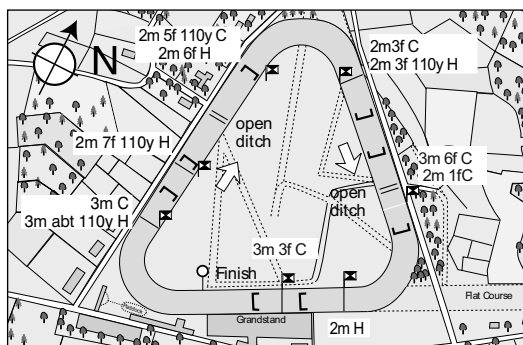 2m 5f 110y C
2m 6f H
2m3f C
2m 3f 110y H
N
open
ditch
2m 7f 110y H
3m 6f C
2m 1fC
3m C
3m abt 110y H
open
ditch
3m 3f C
Finish
Flat Course
Paddock
Grandstand
2m H